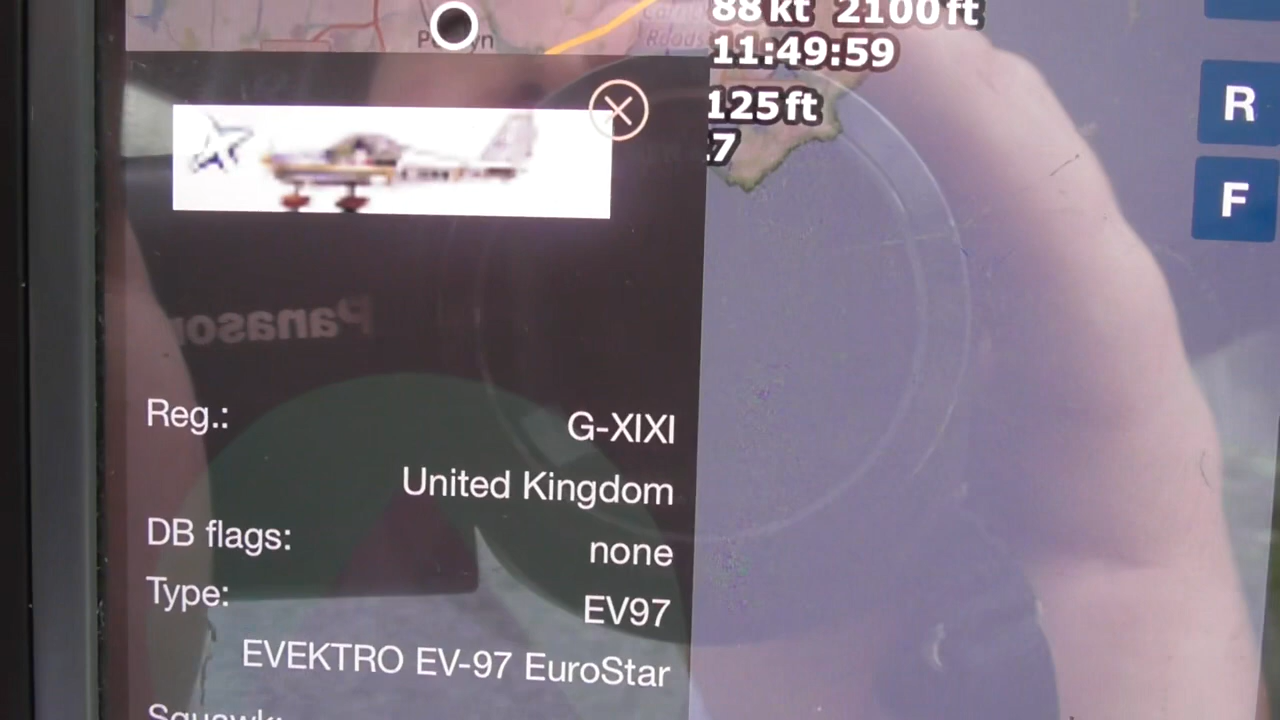 88 kt 2100 ft
11:49:59
125 ft
R
F
Reg.:
G-XIXI
United Kingdom
DB flags:
none
Type:
EV97
EVEKTRO EV-97 EuroStar
Squawk: